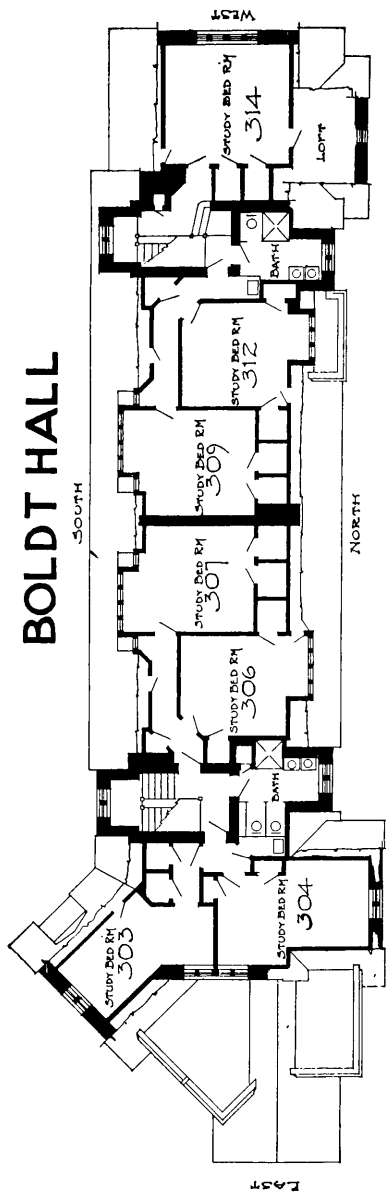 WEST
STUDY BED RM
314
LOFT
BATH
STUDY BED RM
312
BOLDT HALL
SOUTH
STUDY BED RM
309
NORTH
STUDY BED RM
307
STUDY BED RM
306
BATH
STUDY BED RM
304
STUDY BED RM
303
EAST